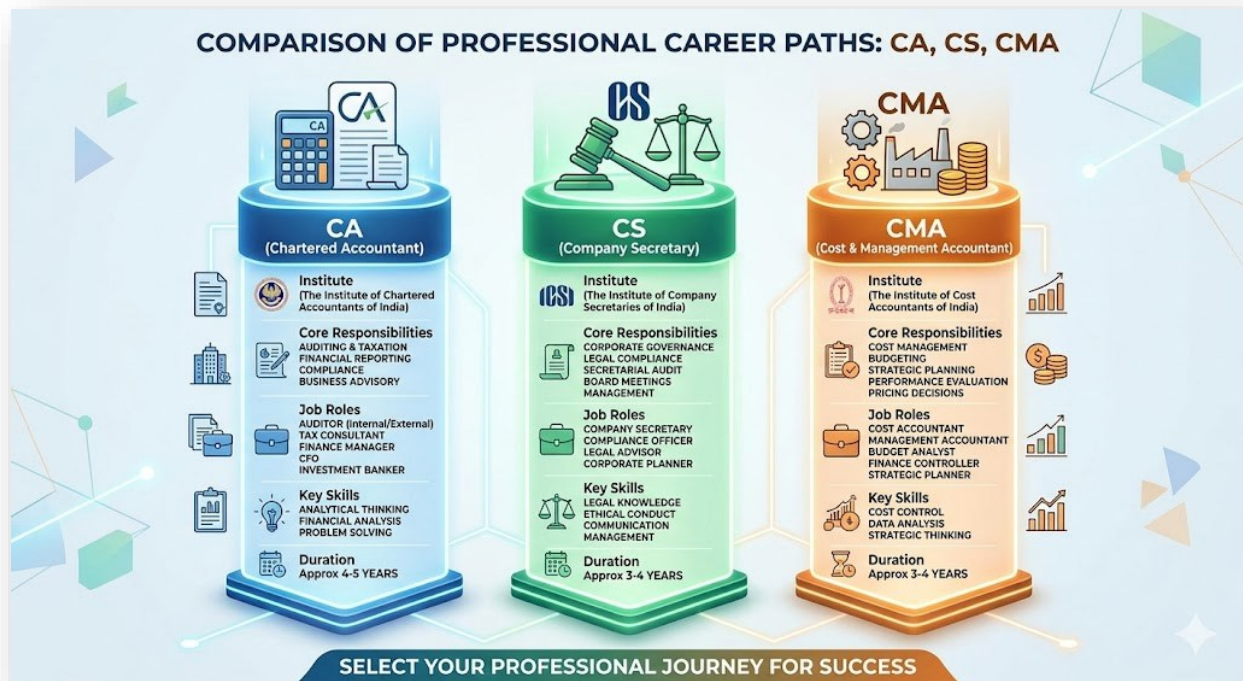 COMPARISON OF PROFESSIONAL CAREER PATHS: CA, CS, CMA
CA
CA
CS
CMA
CA
(Chartered Accountant)
Institute
(The Institute of Chartered
Accountants of India)
Core Responsibilities
AUDITING & TAXATION
FINANCIAL REPORTING
COMPLIANCE
BUSINESS ADVISORY
Job Roles
AUDITOR (Internal/External)
TAX CONSULTANT
FINANCE MANAGER
CFO
INVESTMENT BANKER
Key Skills
ANALYTICAL THINKING
FINANCIAL ANALYSIS
PROBLEM SOLVING
Duration
Approx 4-5 YEARS
CS
(Company Secretary)
ICSI
Institute
(The Institute of Company
Secretaries of India)
Core Responsibilities
CORPORATE GOVERNANCE
LEGAL COMPLIANCE
SECRETARIAL AUDIT
BOARD MEETINGS
MANAGEMENT
Job Roles
COMPANY SECRETARY
COMPLIANCE OFFICER
LEGAL ADVISOR
CORPORATE PLANNER
Key Skills
LEGAL KNOWLEDGE
ETHICAL CONDUCT
COMMUNICATION
MANAGEMENT
Duration
Approx 3-4 YEARS
CMA
(Cost & Management Accountant)
Institute
(The Institute of Cost
Accountants of India)
Core Responsibilities
COST MANAGEMENT
BUDGETING
STRATEGIC PLANNING
PERFORMANCE EVALUATION
PRICING DECISIONS
Job Roles
COST ACCOUNTANT
MANAGEMENT ACCOUNTANT
BUDGET ANALYST
FINANCE CONTROLLER
STRATEGIC PLANNER
Key Skills
COST CONTROL
DATA ANALYSIS
STRATEGIC THINKING
Duration
Approx 3-4 YEARS
SELECT YOUR PROFESSIONAL JOURNEY FOR SUCCESS